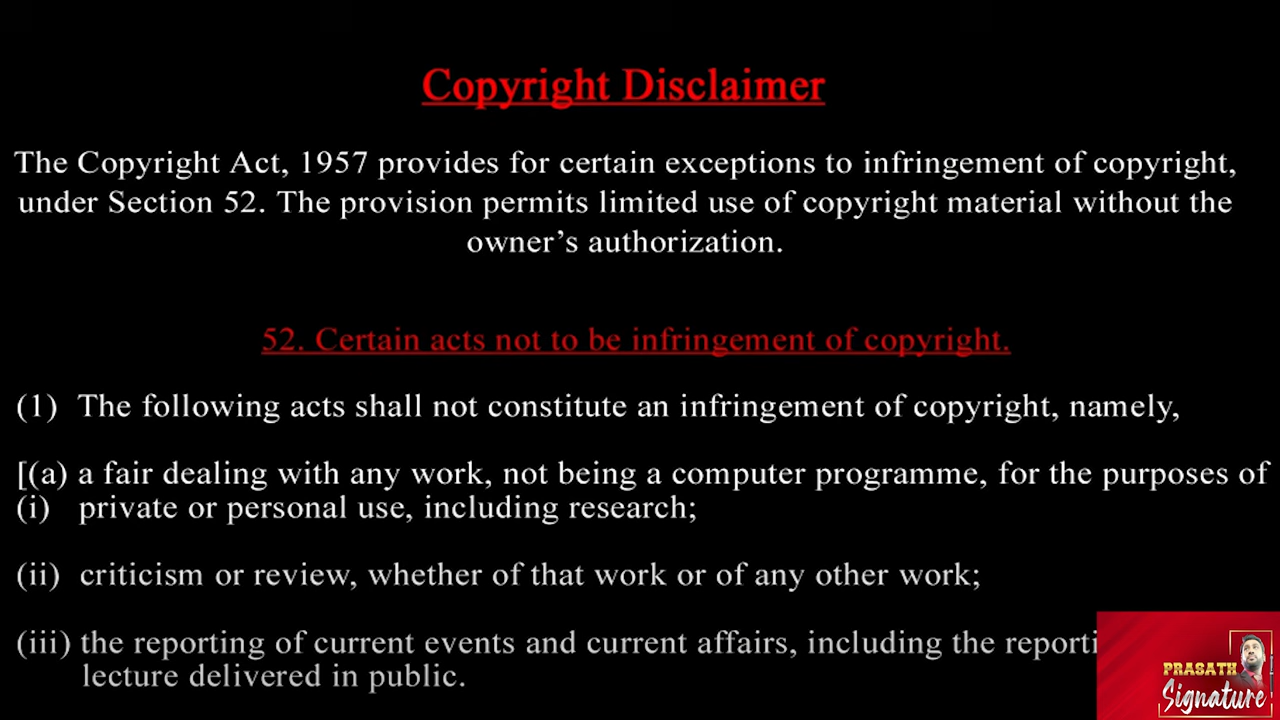 Copyright Disclaimer
The Copyright Act, 1957 provides for certain exceptions to infringement of copyright,
under Section 52. The provision permits limited use of copyright material without the
owner’s authorization.
52. Certain acts not to be infringement of copyright.
(1) The following acts shall not constitute an infringement of copyright, namely,
[(a) a fair dealing with any work, not being a computer programme, for the purposes of
(i) private or personal use, including research;
(ii) criticism or review, whether of that work or of any other work;
(iii) the reporting of current events and current affairs, including the reporti
lecture delivered in public.
PRASATH
Signature